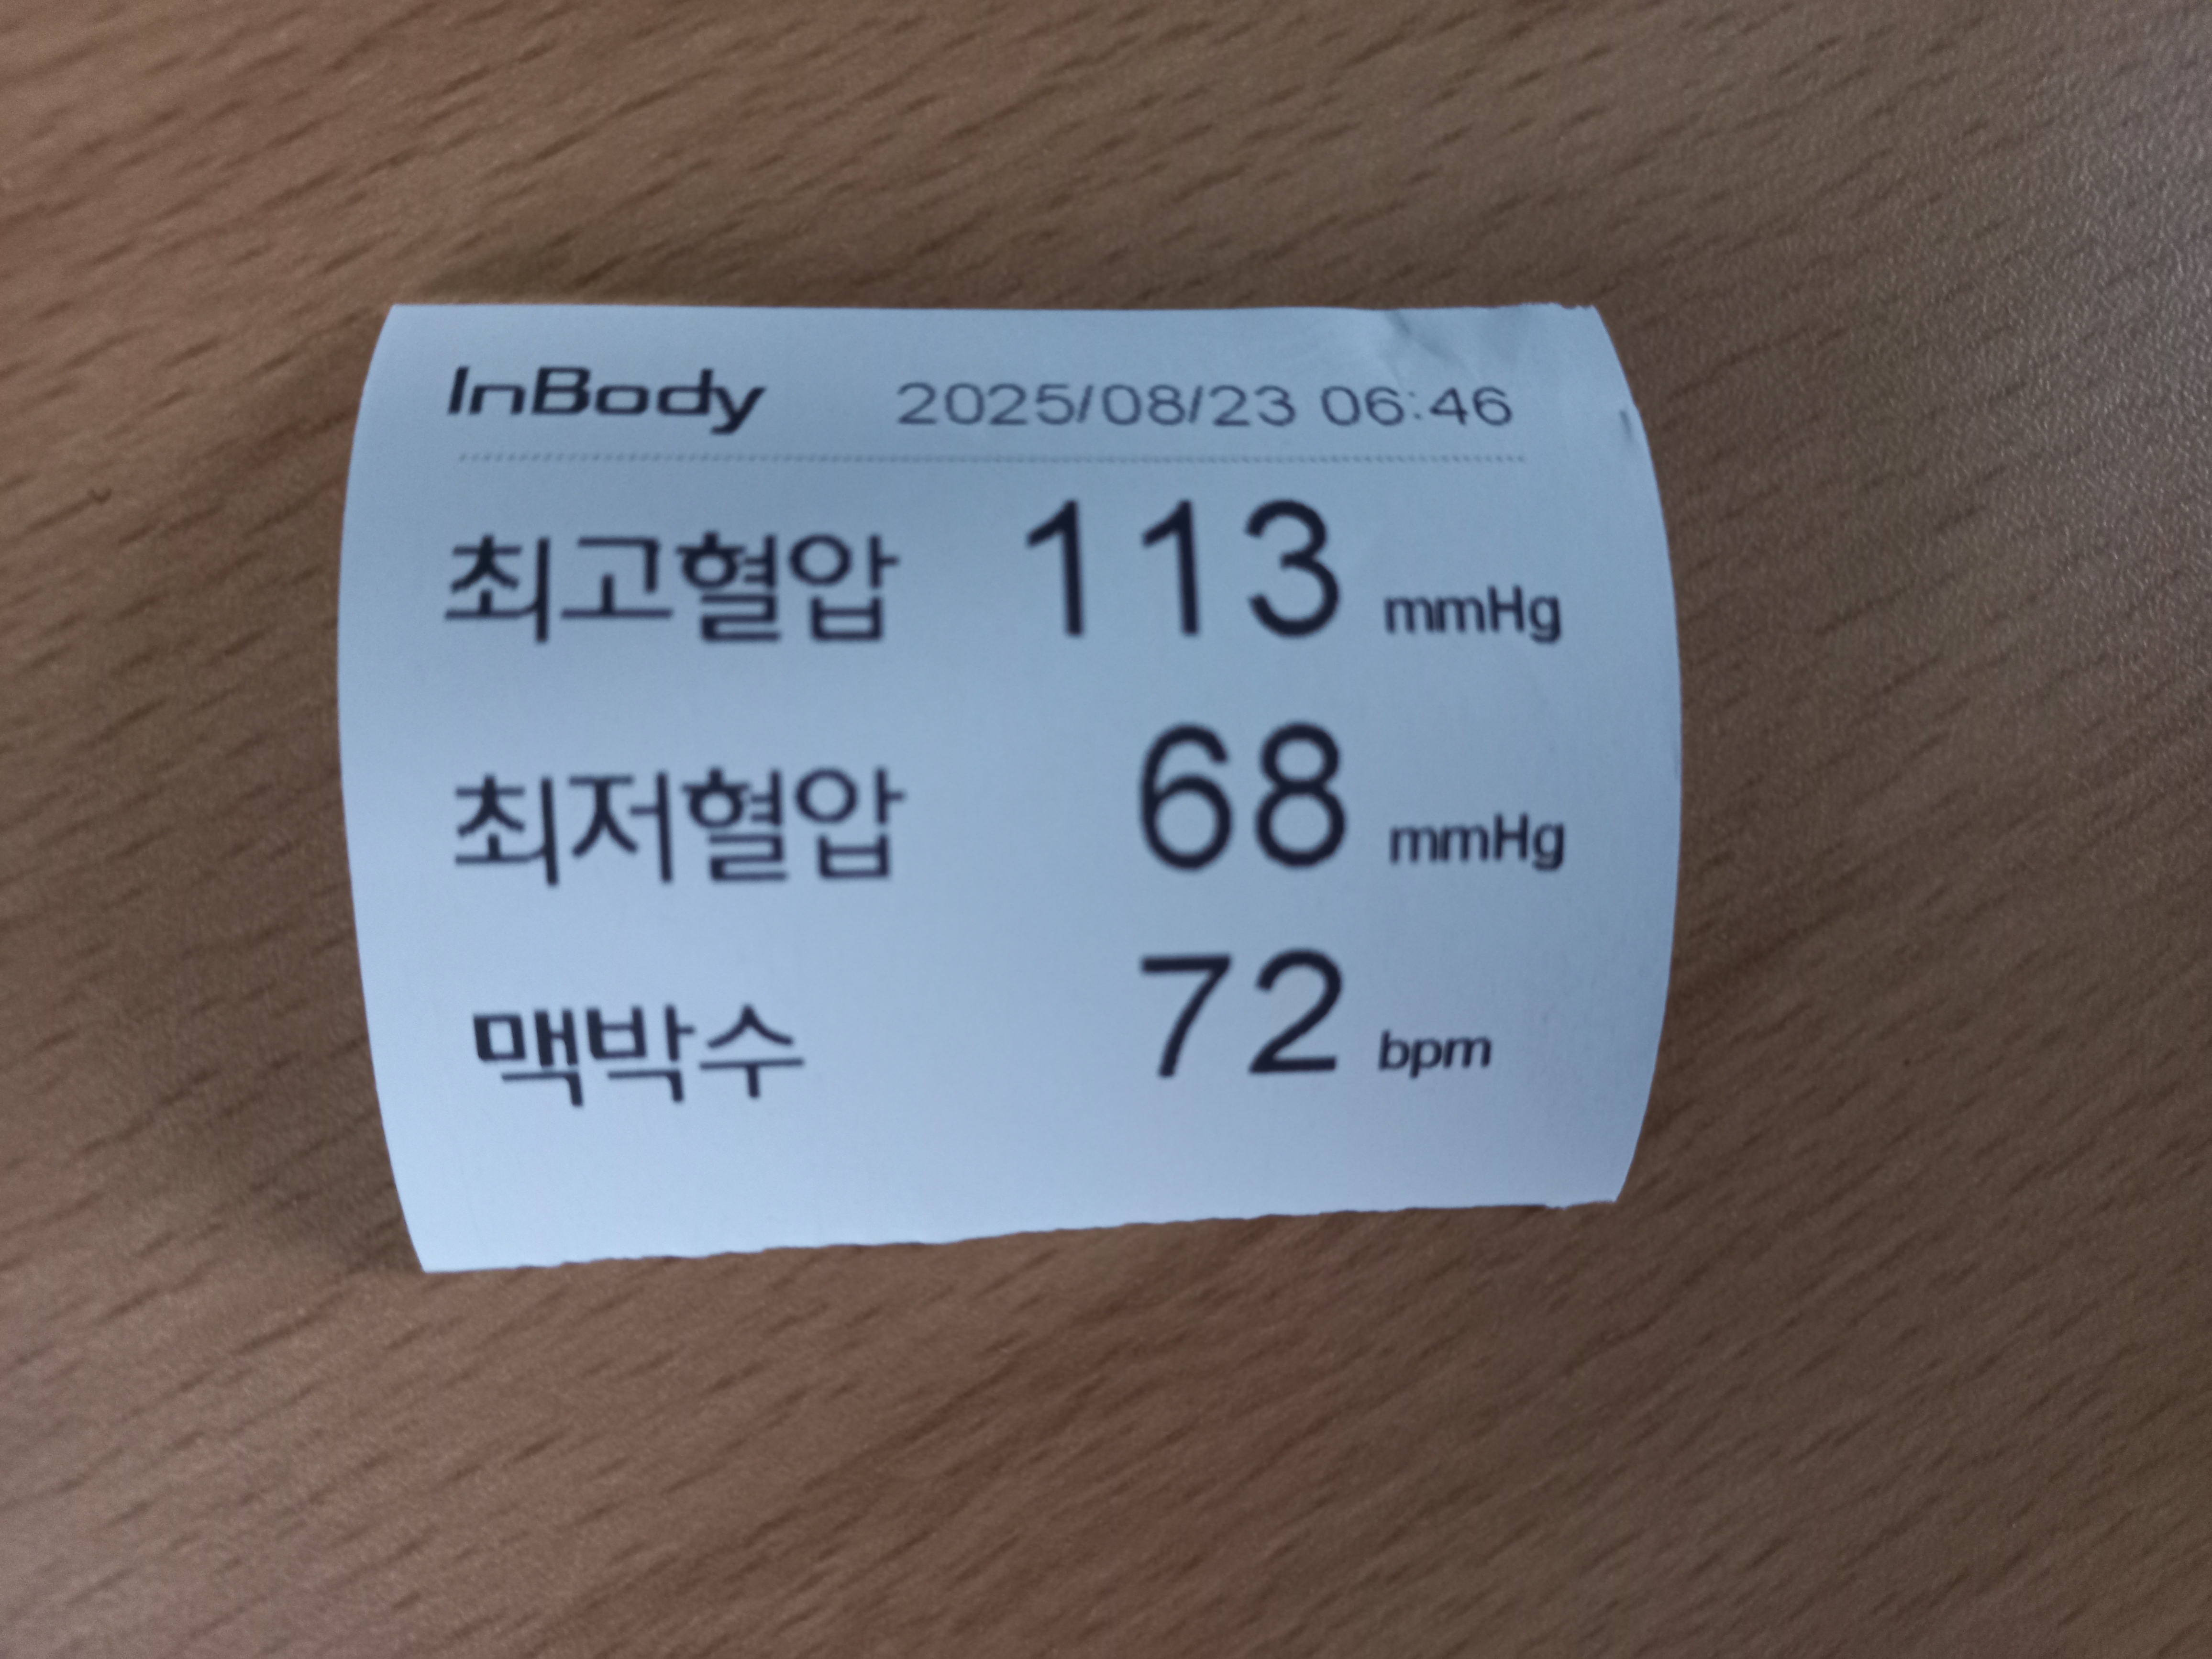 InBody 2025/08/23 06:46
최고혈압 113 mmHg
최저혈압 68 mmHg
맥박수 72 bpm